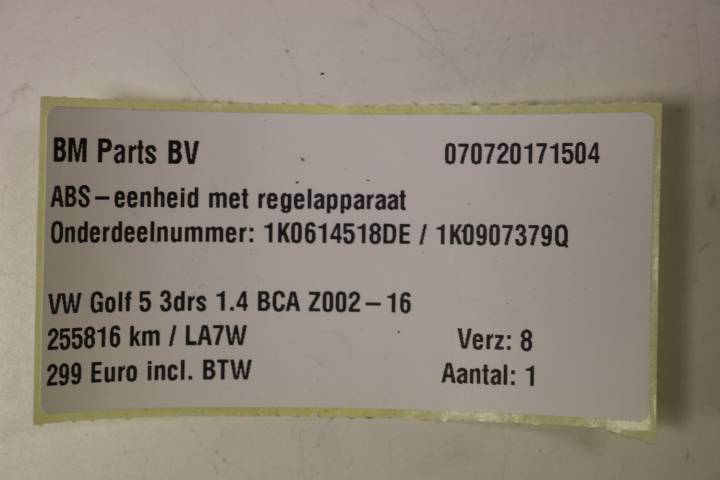 BM Parts BV 070720171504
ABS-eenheid met regelapparaat
Onderdeelnummer: 1K0614518DE / 1K0907379Q
VW Golf 5 3drs 1.4 BCA Z002-16
255816 km / LA7W Verz: 8
299 Euro incl. BTW Aantal: 1